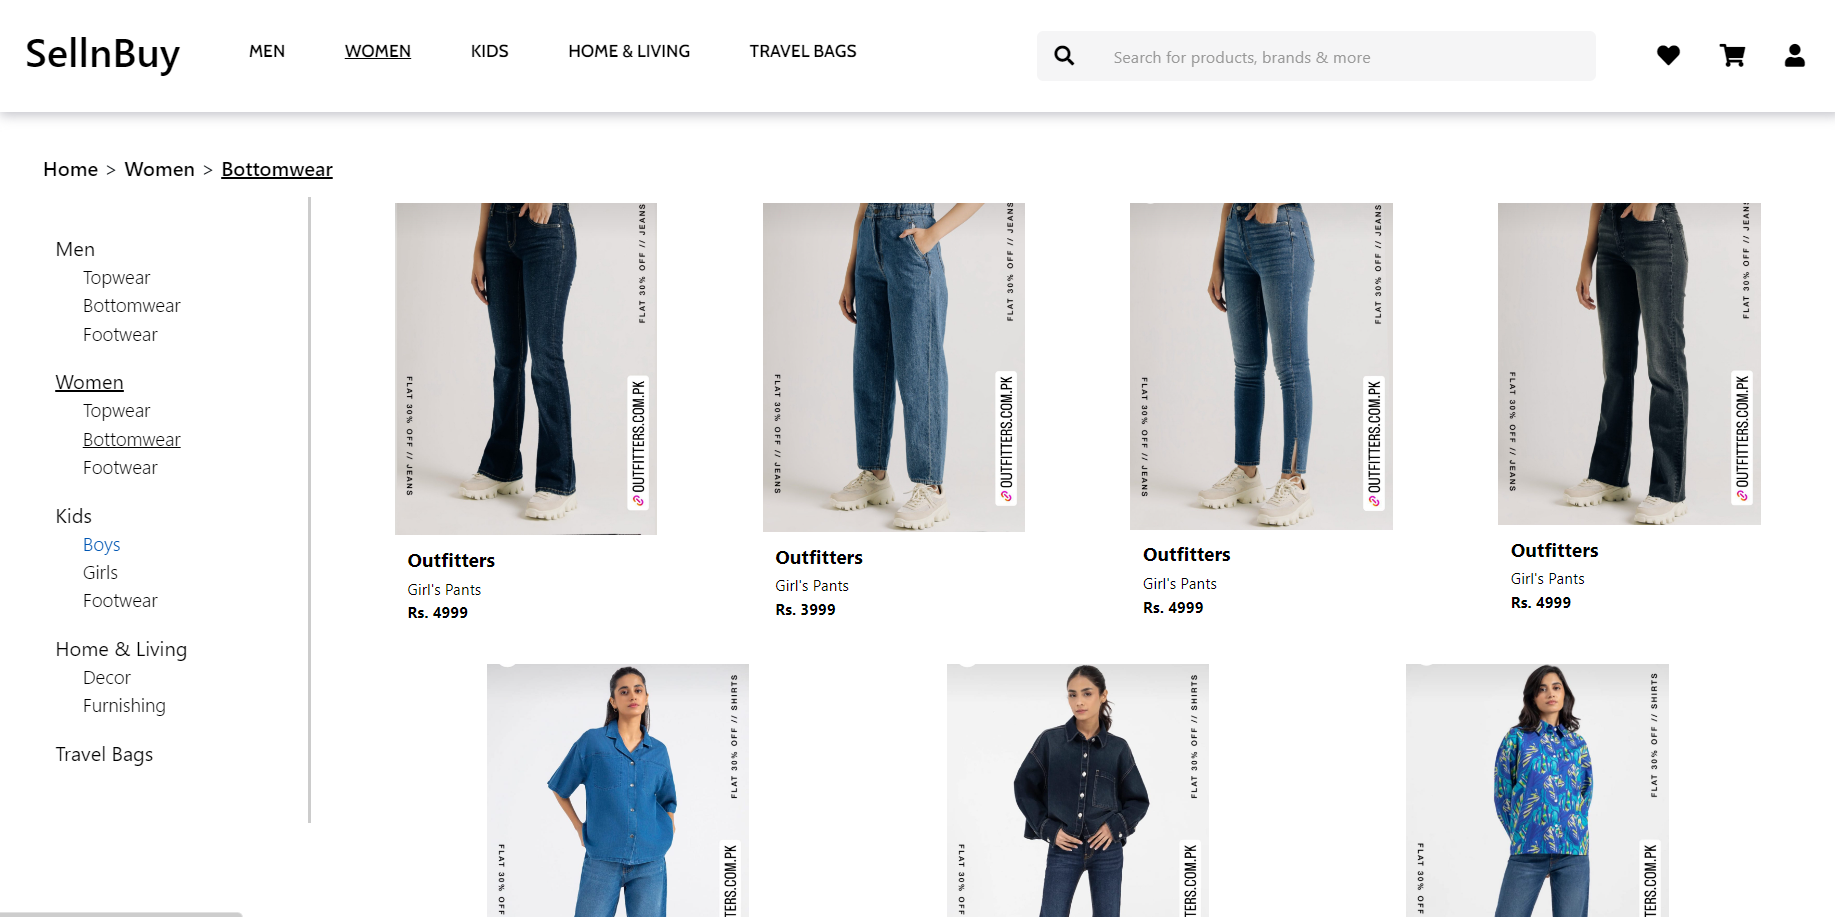 SellnBuy
MEN
WOMEN
KIDS
HOME & LIVING
TRAVEL BAGS
Search for products, brands & more
Home > Women > Bottomwear
Men
Topwear
Bottomwear
Footwear
Women
Topwear
Bottomwear
Footwear
Kids
Boys
Girls
Footwear
Home & Living
Decor
Furnishing
Travel Bags
FLAT 30% OFF // JEANS
FLAT 30% OFF // JEANS
OUTFITTERS.COM.PK
Outfitters
Girl's Pants
Rs. 4999
FLAT 30% OFF // JEANS
FLAT 30% OFF // JEANS
OUTFITTERS.COM.PK
Outfitters
Girl's Pants
Rs. 3999
FLAT 30% OFF // JEANS
FLAT 30% OFF // JEANS
OUTFITTERS.COM.PK
Outfitters
Girl's Pants
Rs. 4999
FLAT 30% OFF // JEANS
FLAT 30% OFF // JEANS
OUTFITTERS.COM.PK
Outfitters
Girl's Pants
Rs. 4999
FLAT 30% OFF // SHIRTS
FLAT 30% OFF
TERS.COM.PK
FLAT 30% OFF // SHIRTS
FLAT 30% OFF
TERS.COM.PK
FLAT 30% OFF // SHIRTS
FLAT 30% OFF
TERS.COM.PK